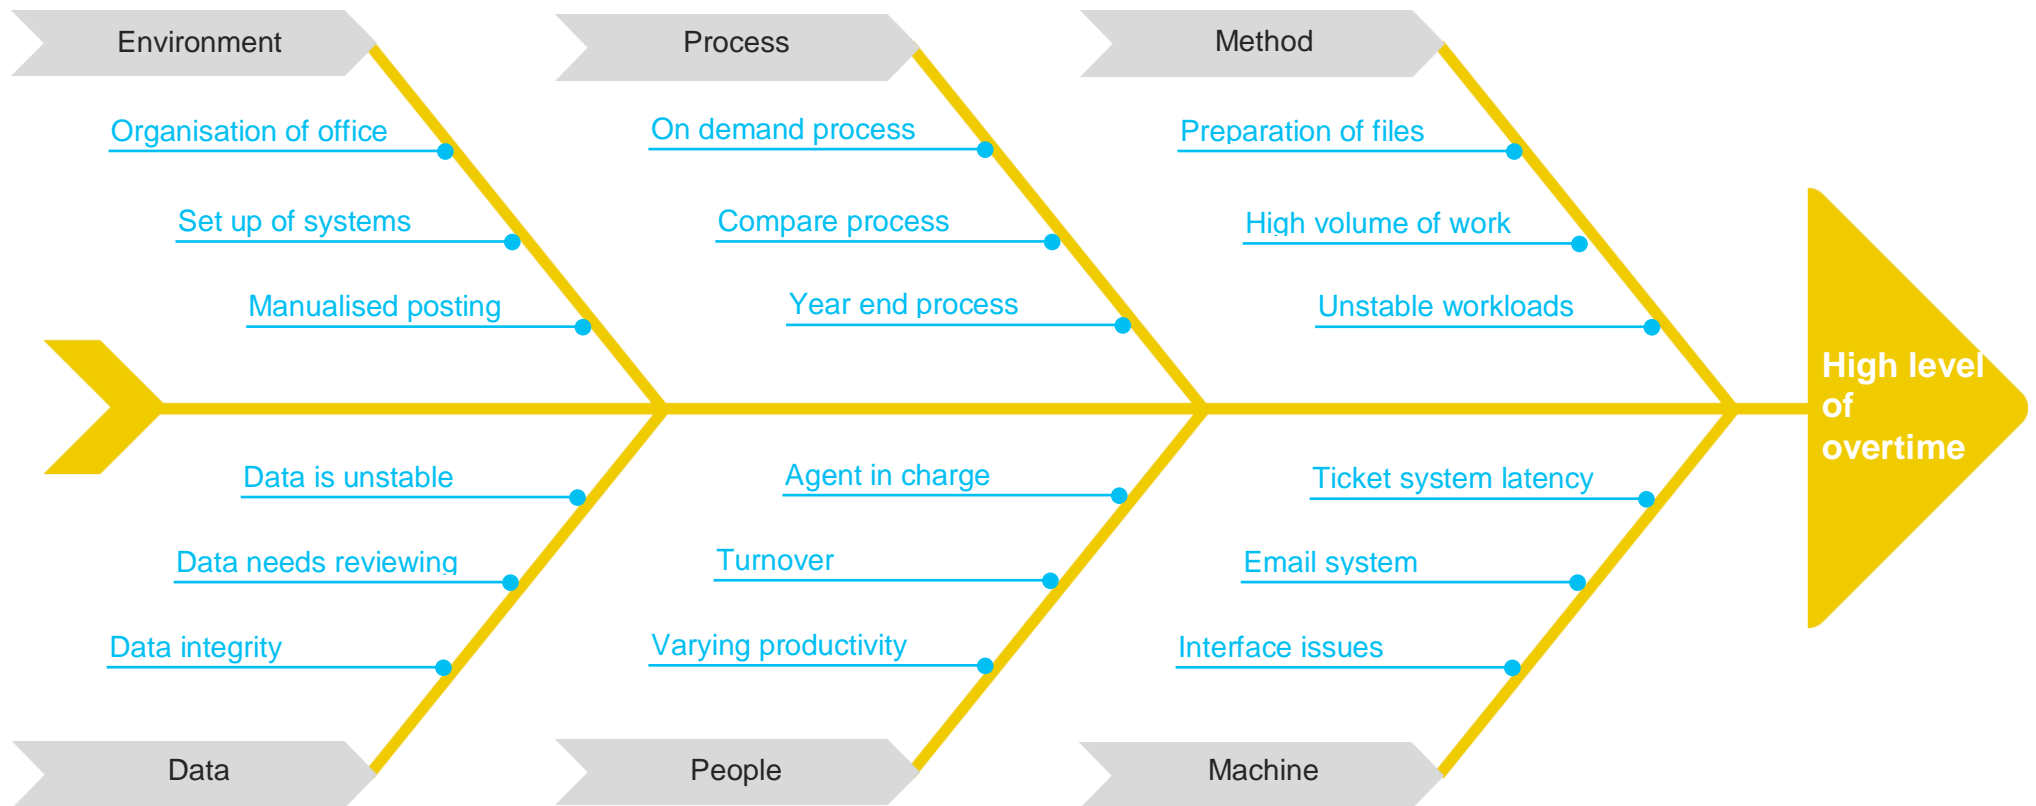 Environment
Process
Method
Organisation of office
On demand process
Preparation of files
Set up of systems
Compare process
High volume of work
Manualised posting
Year end process
Unstable workloads
High level
of
overtime
Data is unstable
Agent in charge
Ticket system latency
Data needs reviewing
Turnover
Email system
Data integrity
Varying productivity
Interface issues
Data
People
Machine